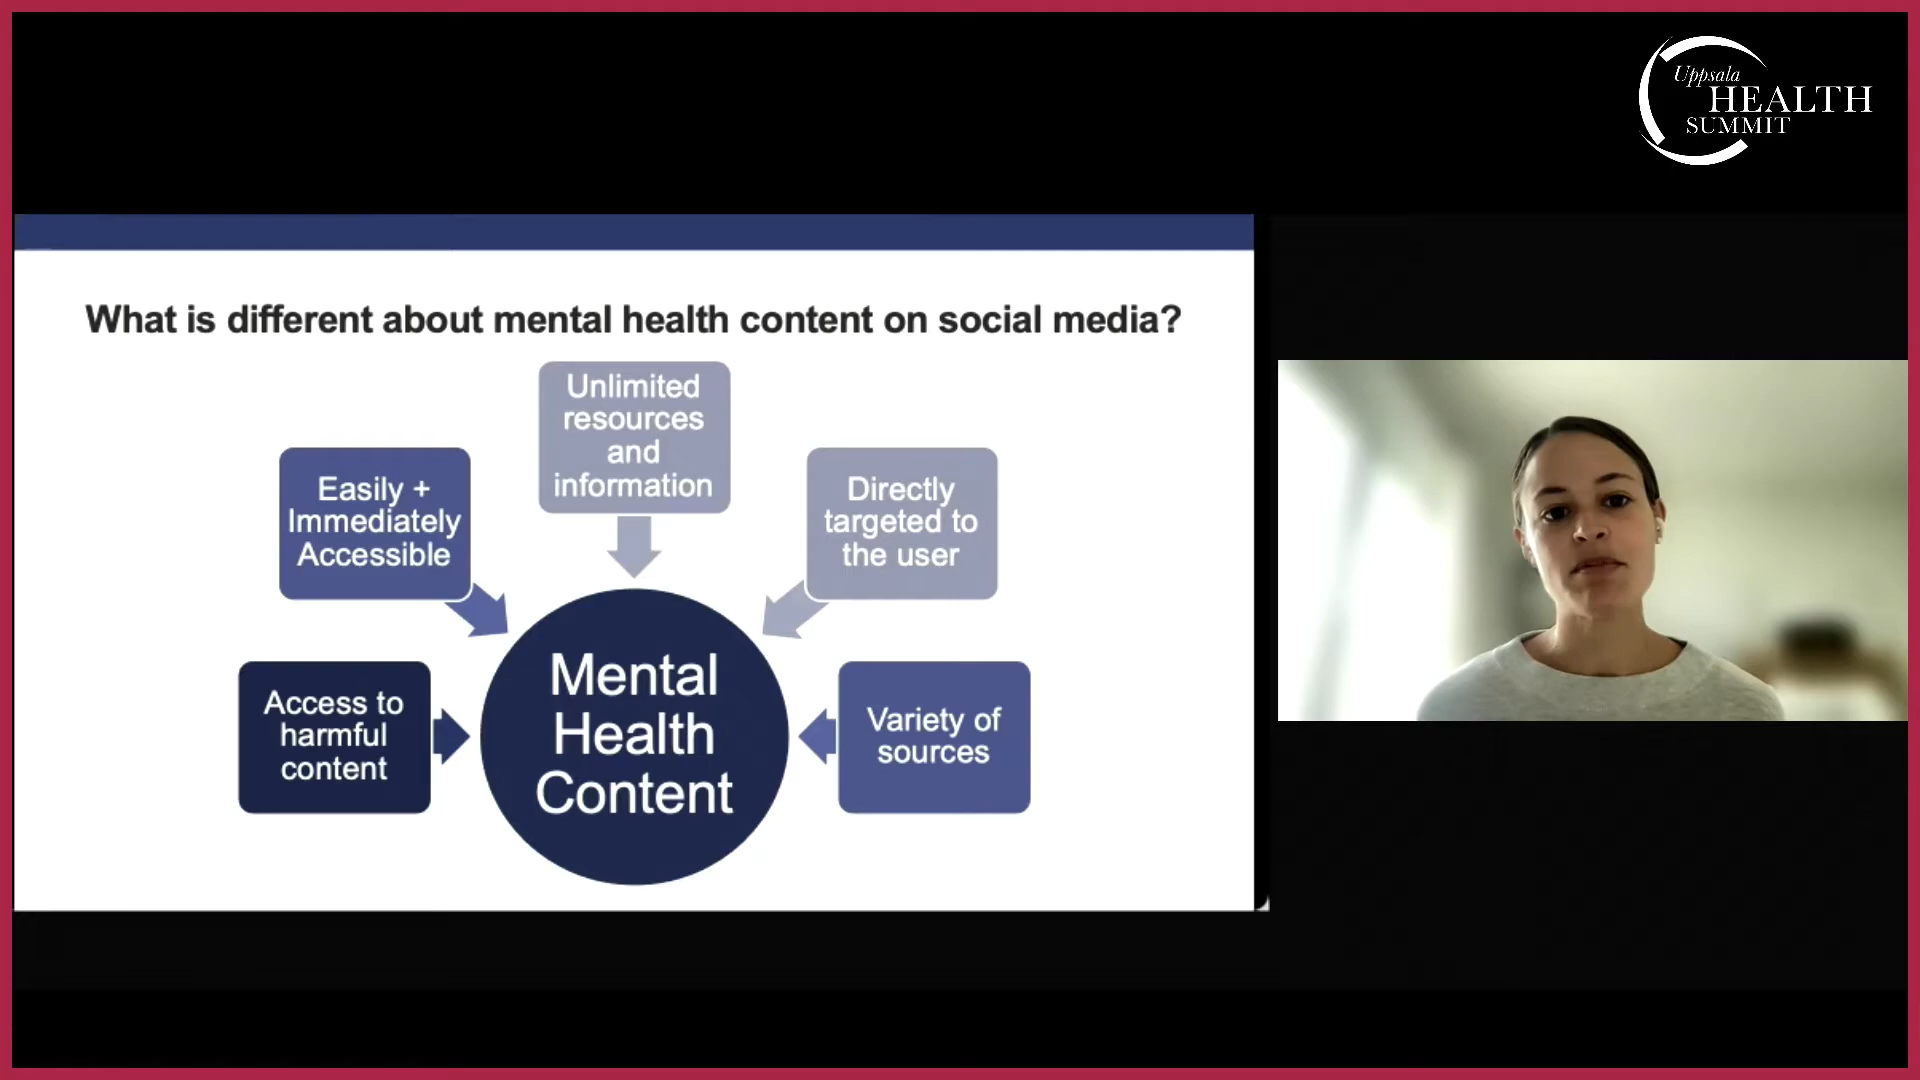 Uppsala
HEALTH
SUMMIT
What is different about mental health content on social media?
Unlimited
resources
and
information
Easily +
Immediately
Accessible
Directly
targeted to
the user
Access to
harmful
content
Mental
Health
Content
Variety of
sources